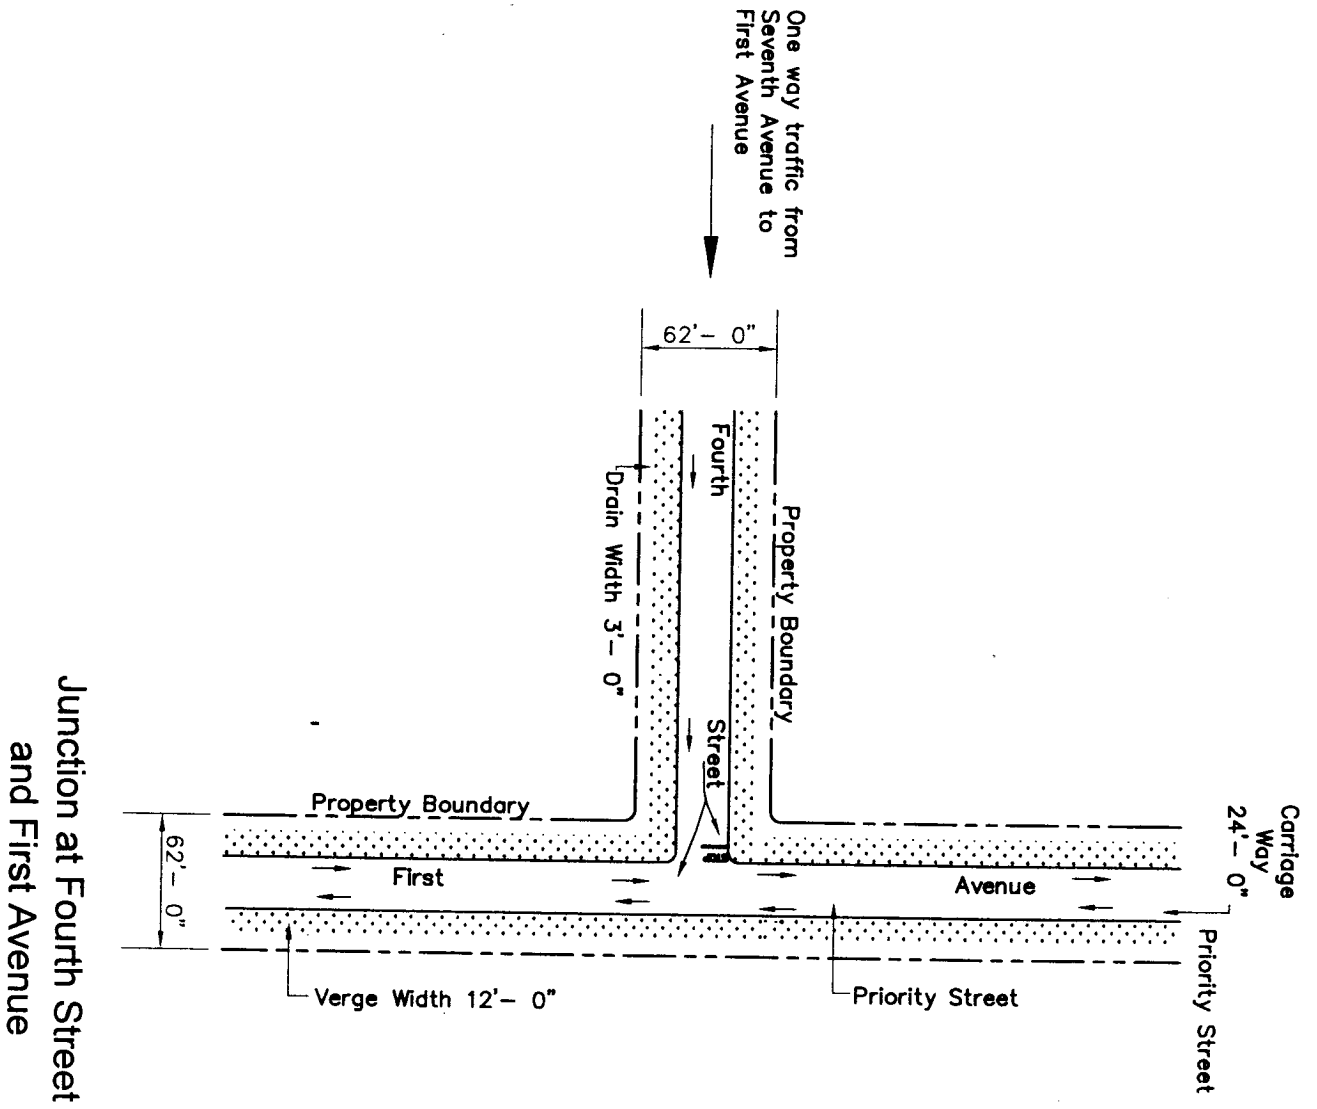 One way traffic from
Seventh Avenue to
First Avenue
62'- 0"
Fourth
Street
Drain Width 3'- 0"
Property Boundary
Property Boundary
62'- 0"
First
Avenue
Carriage
Way
24'- 0"
Priority Street
Verge Width 12'- 0"
Priority Street
Junction at Fourth Street
and First Avenue